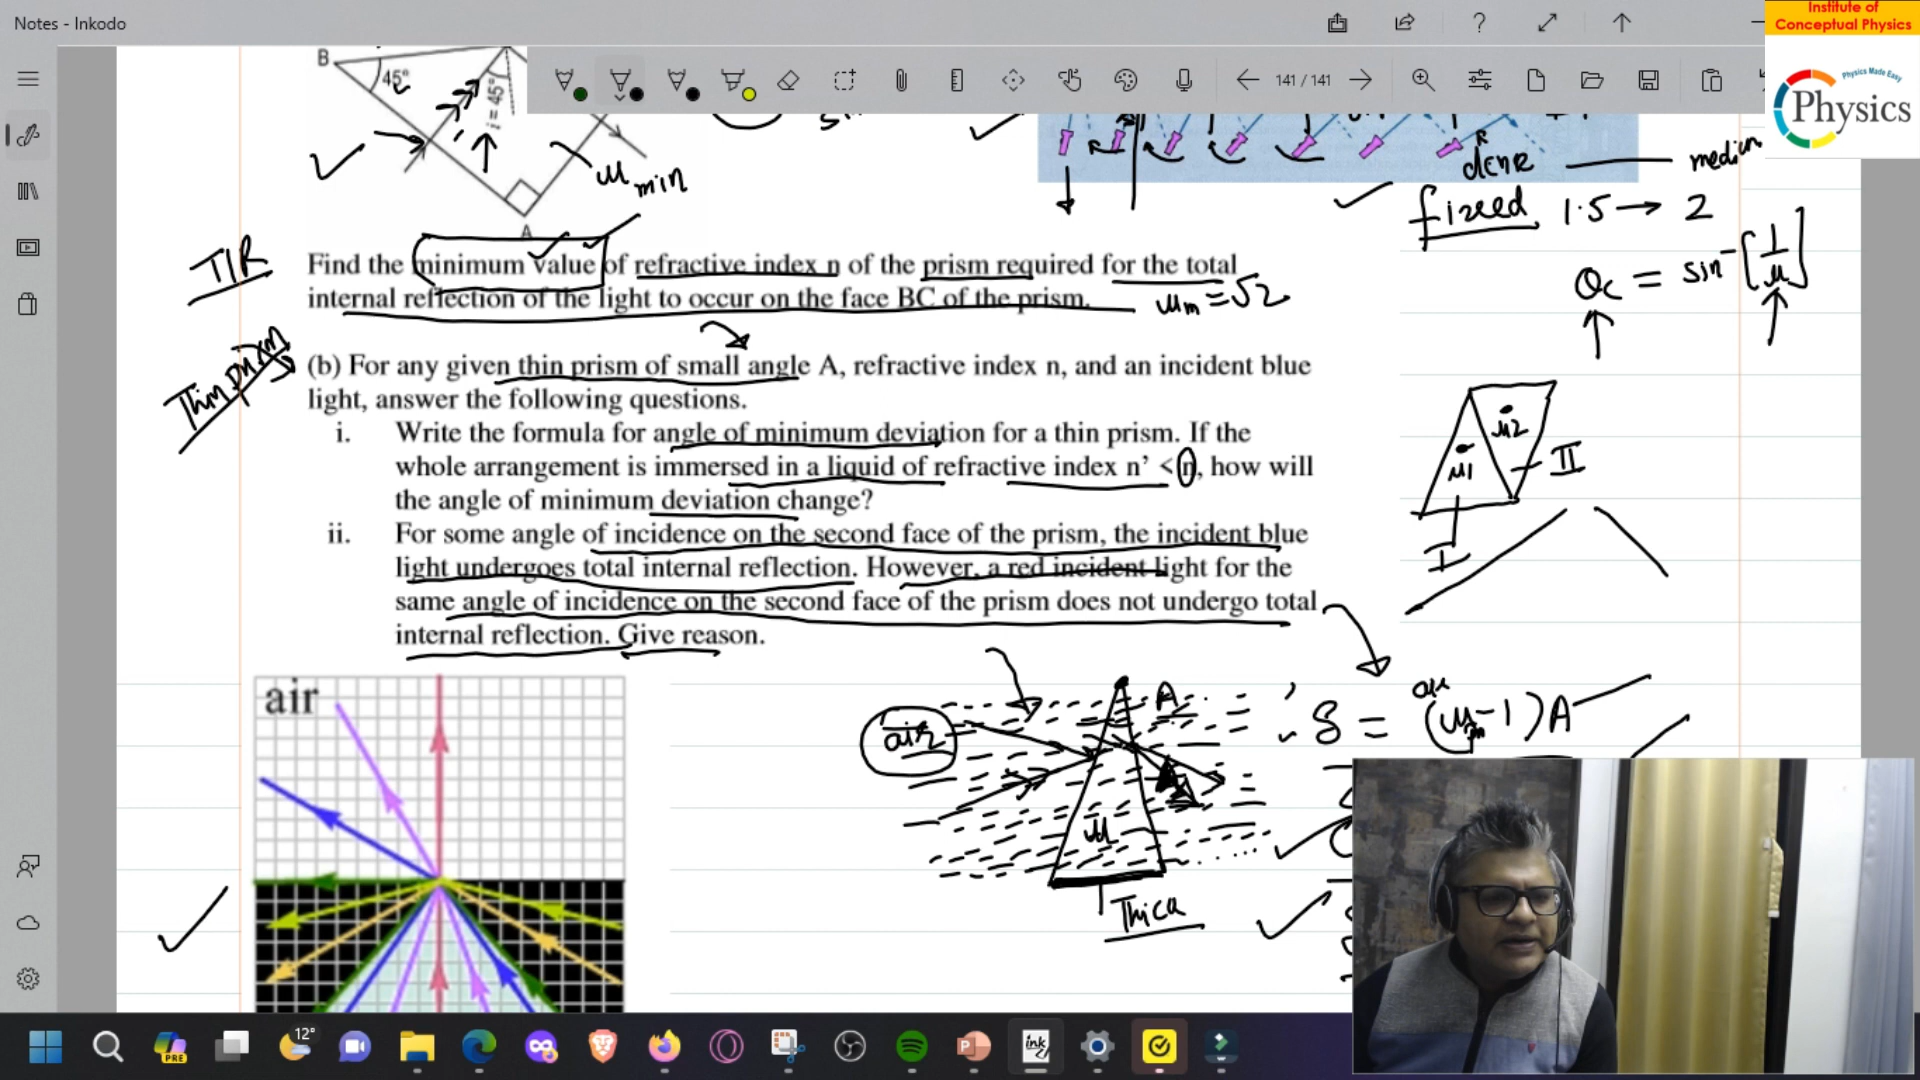 Notes - Inkodo
Institute of
Conceptual Physics
Physics Made Easy
Physics
141 / 141
B
45°
i = 45°
A
μ min
dense
medium
fixed 1.5 → 2
TIR
Find the minimum value of refractive index n of the prism required for the total
internal reflection of the light to occur on the face BC of the prism.
μm = √2
θc = sin⁻[1/μ]
Thin prism
(b) For any given thin prism of small angle A, refractive index n, and an incident blue
light, answer the following questions.
i. Write the formula for angle of minimum deviation for a thin prism. If the
whole arrangement is immersed in a liquid of refractive index n’ < n, how will
the angle of minimum deviation change?
ii. For some angle of incidence on the second face of the prism, the incident blue
light undergoes total internal reflection. However, a red incident light for the
same angle of incidence on the second face of the prism does not undergo total
internal reflection. Give reason.
μ1
μ2
I
II
air
air
A
μ
δ = (μ-1)A
12°
PRE
ink